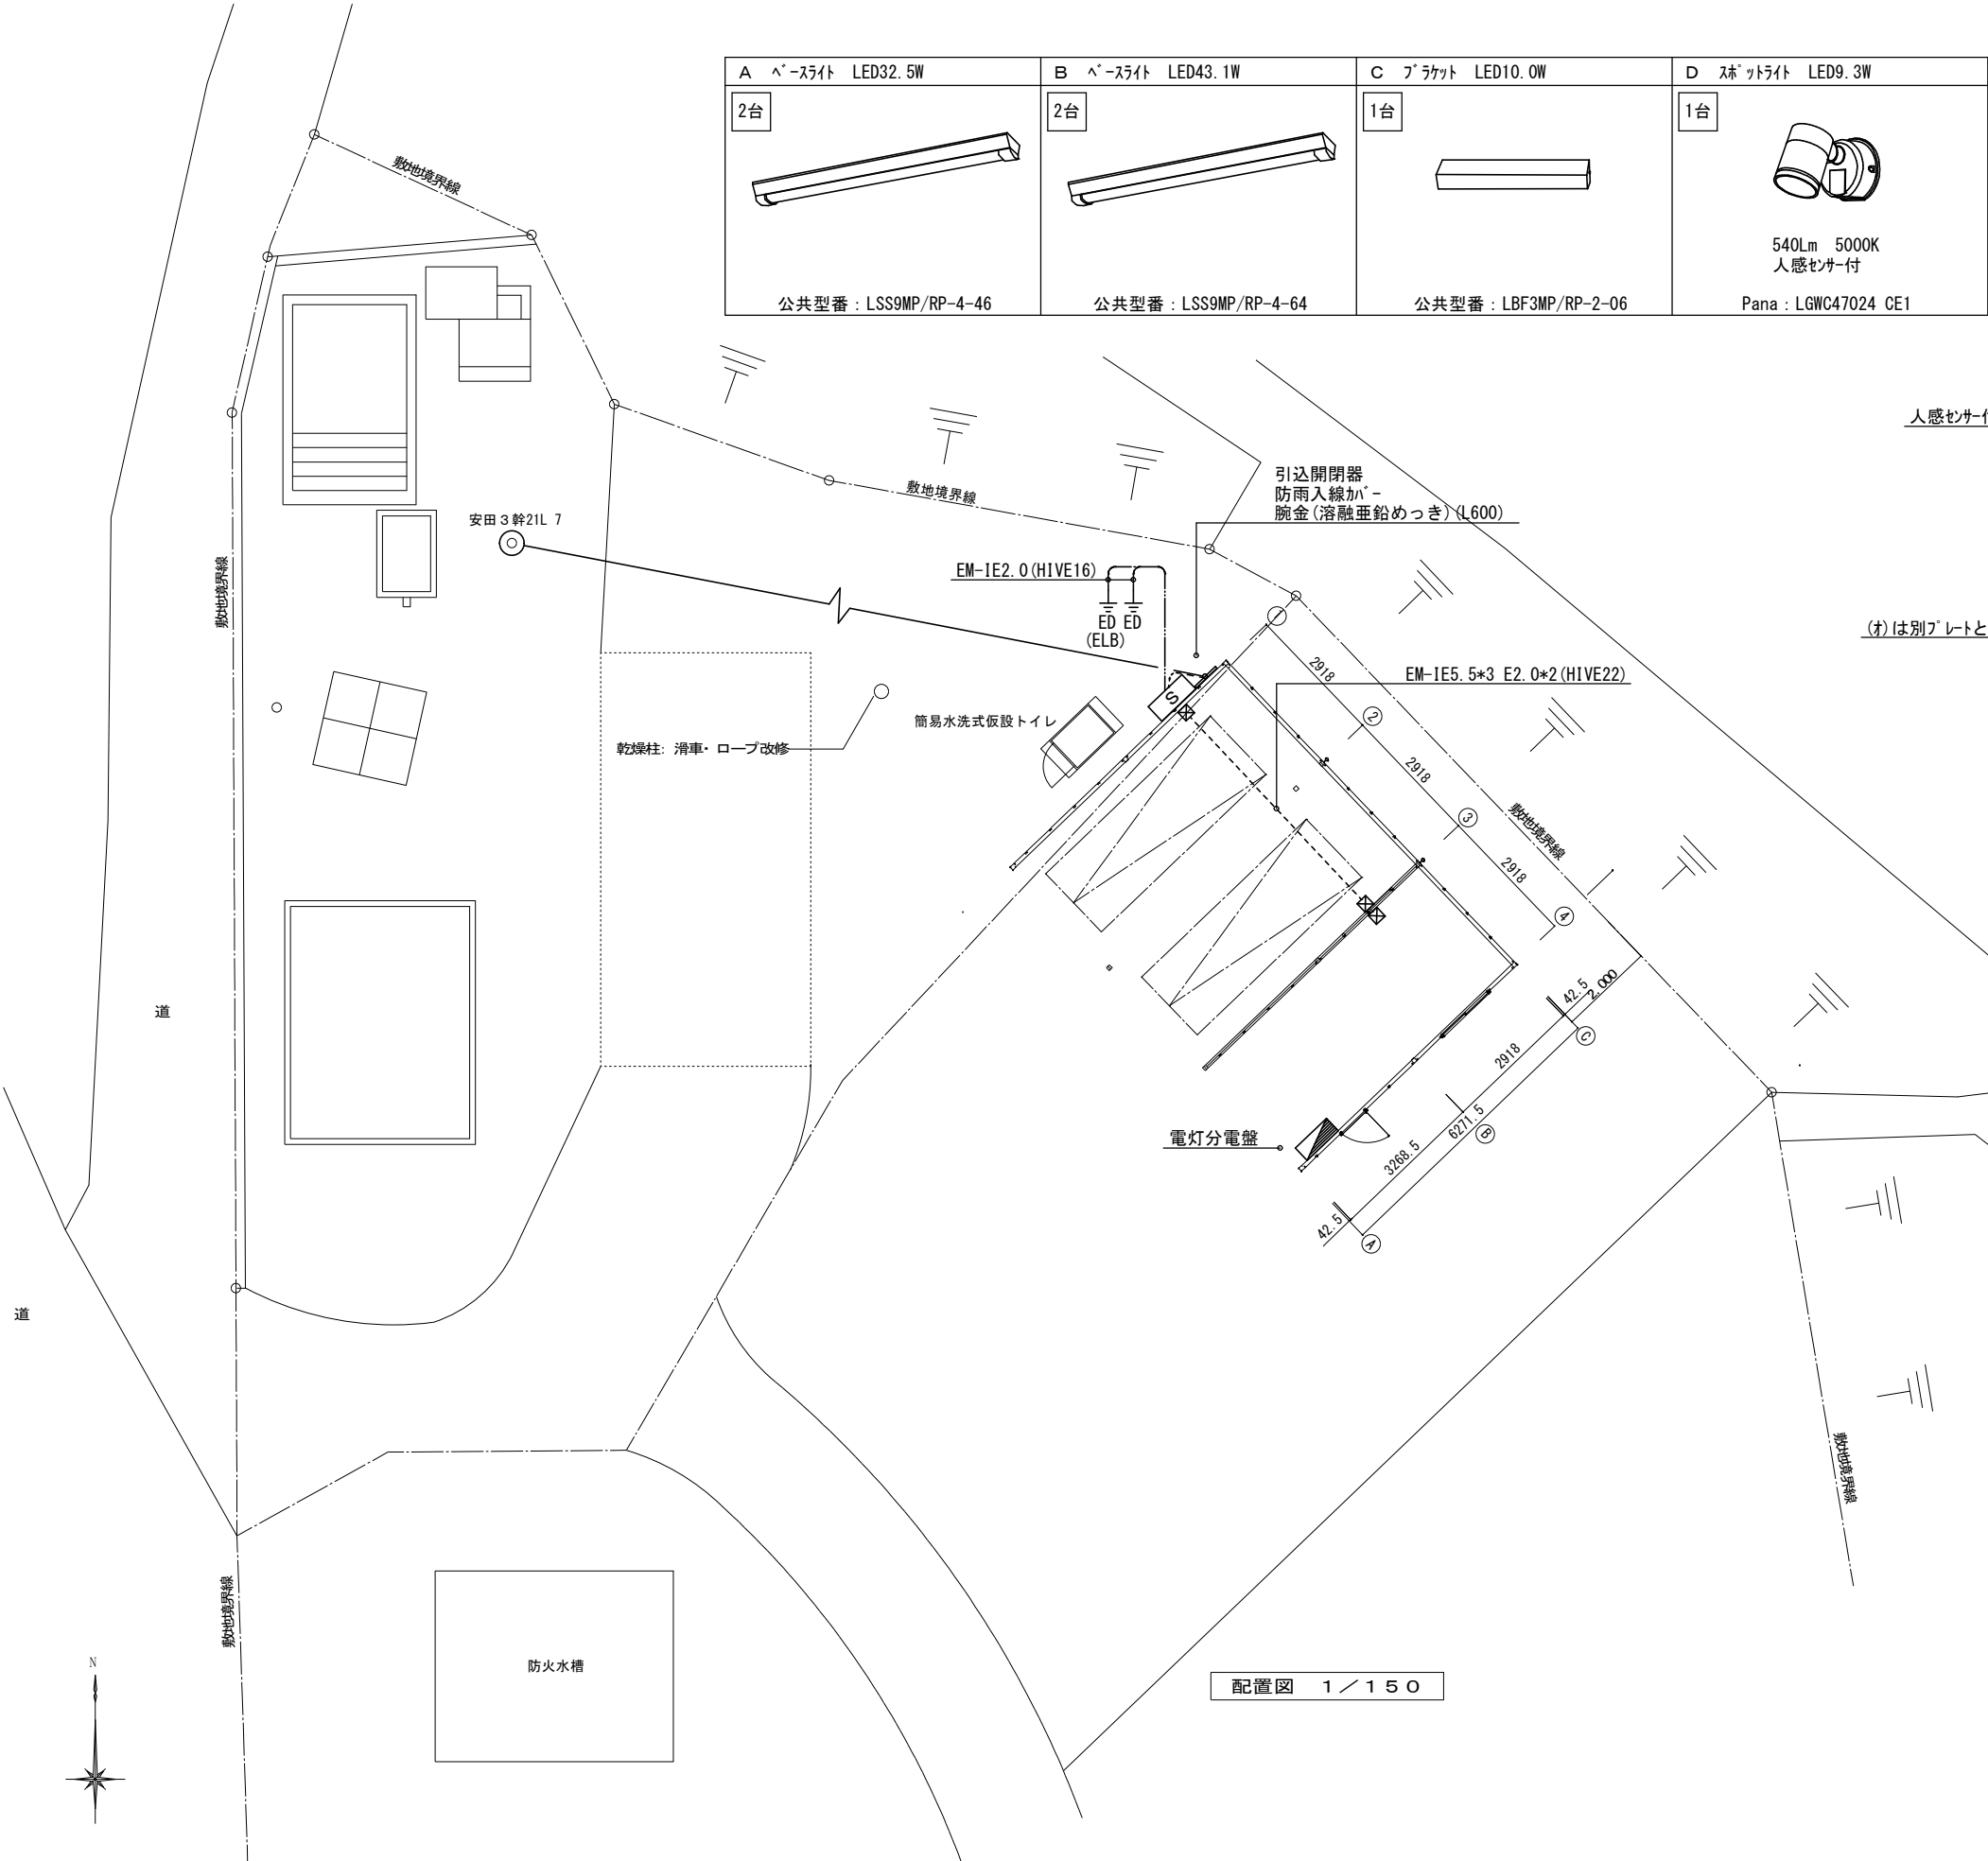 A ﾍﾞｰｽﾗｲﾄ LED32.5W
2台
公共型番：LSS9MP/RP-4-46
B ﾍﾞｰｽﾗｲﾄ LED43.1W
2台
公共型番：LSS9MP/RP-4-64
C ﾌﾞﾗｹｯﾄ LED10.0W
1台
公共型番：LBF3MP/RP-2-06
D ｽﾎﾟｯﾄﾗｲﾄ LED9.3W
1台
540Lm 5000K
人感ｾﾝｻｰ付
Pana：LGWC47024 CE1
敷地境界線
人感ｾﾝｻｰ付
引込開閉器
防雨入線ｶﾊﾞｰ
腕金(溶融亜鉛めっき)(L600)
敷地境界線
安田３幹21L 7
EM-IE2.0(HIVE16)
敷地境界線
ED ED
(ELB)
(ｵ)は別ﾌﾟﾚｰﾄと
1
2918
EM-IE5.5*3 E2.0*2(HIVE22)
簡易水洗式仮設トイレ
2
乾燥柱: 滑車・ロープ改修
2918
3
敷地境界線
2918
4
42.5
2,000
道
C
2918
6271.5
B
電灯分電盤
3268.5
42.5
A
道
敷地境界線
敷地境界線
防火水槽
N
配置図 １／１５０